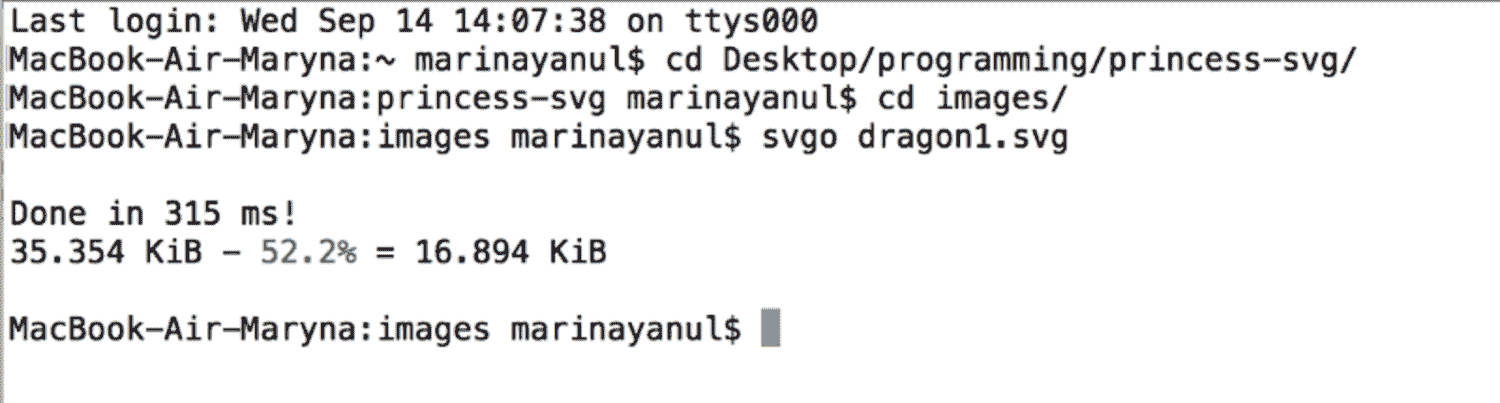 Last login: Wed Sep 14 14:07:38 on ttys000
MacBook-Air-Maryna:~ marinayanul$ cd Desktop/programming/princess-svg/
MacBook-Air-Maryna:princess-svg marinayanul$ cd images/
MacBook-Air-Maryna:images marinayanul$ svgo dragon1.svg
Done in 315 ms!
35.354 KiB - 52.2% = 16.894 KiB
MacBook-Air-Maryna:images marinayanul$